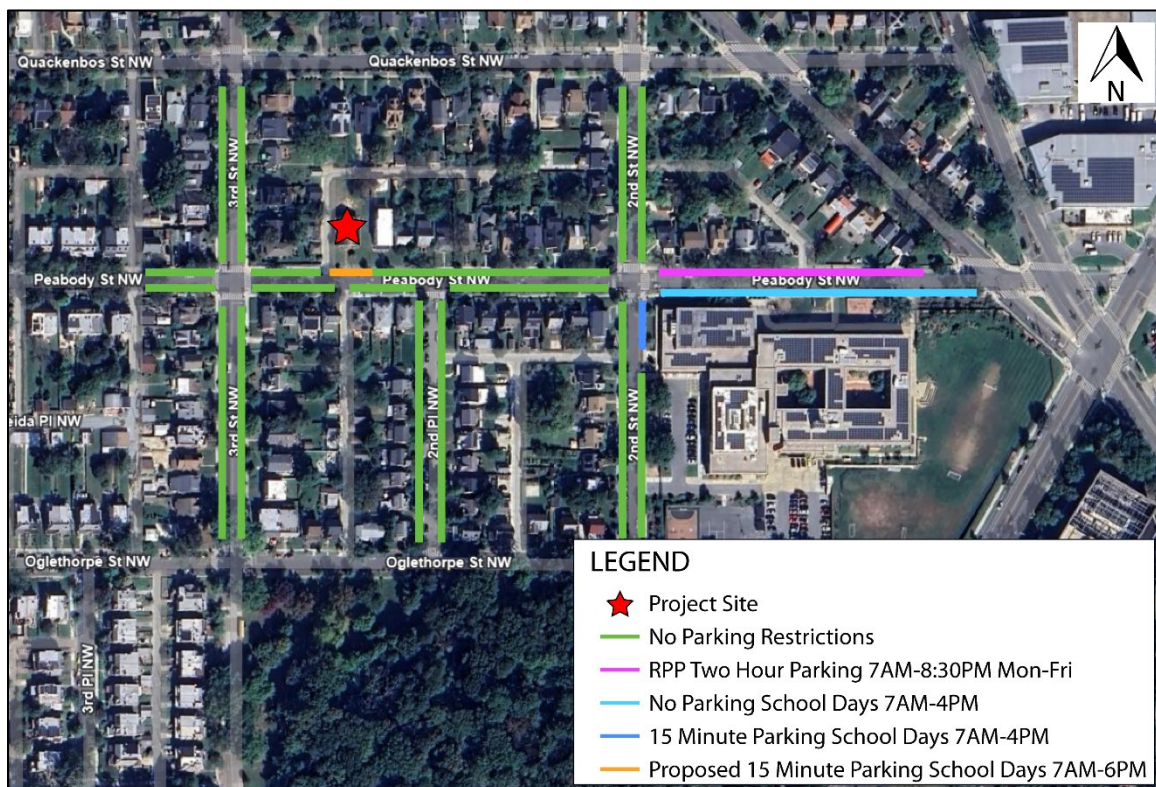 Quackenbos St NW
Quackenbos St NW
N
3rd St NW
2nd St NW
Peabody St NW
Peabody St NW
Peabody St NW
eida Pl NW
3rd St NW
2nd Pl NW
2nd St NW
Oglethorpe St NW
Oglethorpe St NW
3rd Pl NW
LEGEND
Project Site
No Parking Restrictions
RPP Two Hour Parking 7AM-8:30PM Mon-Fri
No Parking School Days 7AM-4PM
15 Minute Parking School Days 7AM-4PM
Proposed 15 Minute Parking School Days 7AM-6PM